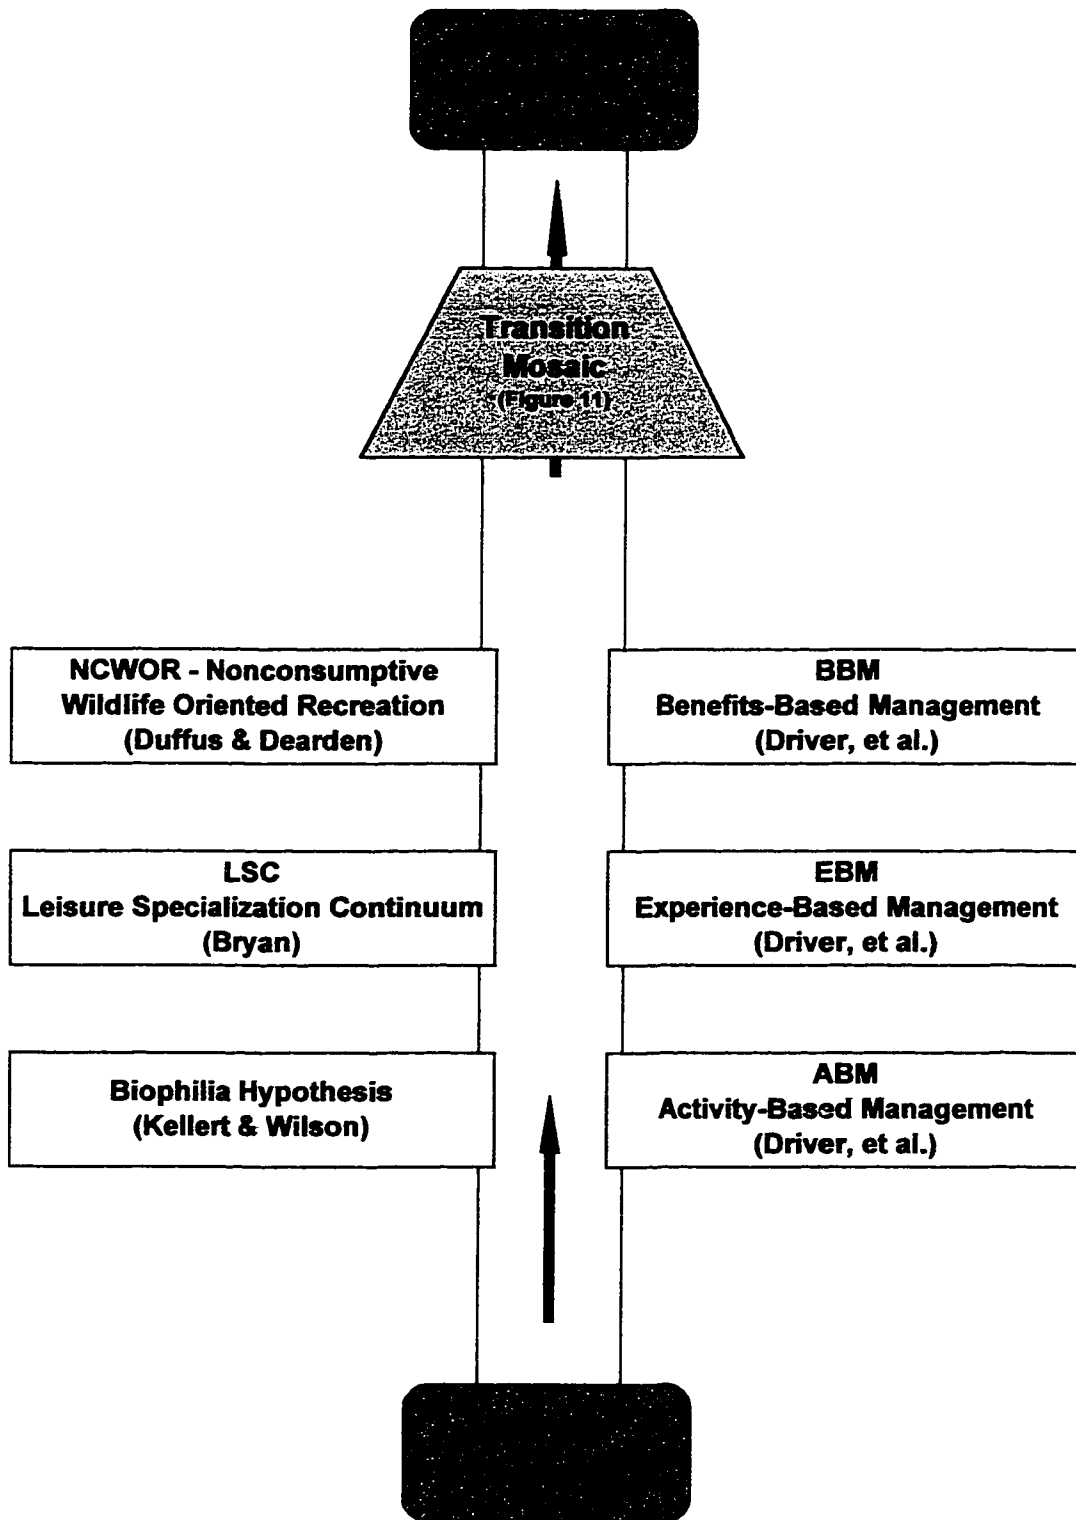 Transition
Mosaic
(Figure 11)
NCWOR - Nonconsumptive
Wildlife Oriented Recreation
(Duffus & Dearden)
BBM
Benefits-Based Management
(Driver, et al.)
LSC
Leisure Specialization Continuum
(Bryan)
EBM
Experience-Based Management
(Driver, et al.)
Biophilia Hypothesis
(Kellert & Wilson)
ABM
Activity-Based Management
(Driver, et al.)